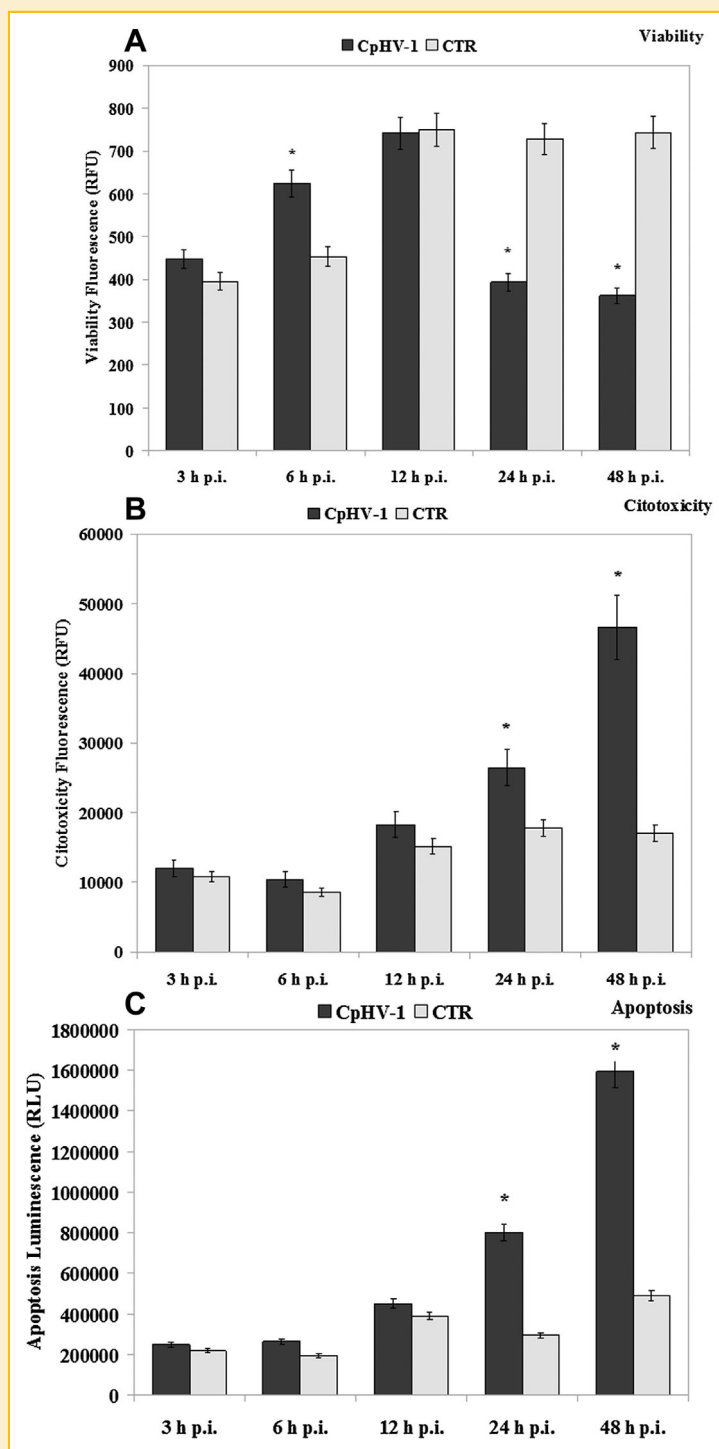 A
Viability
CpHV-1 CTR
Viability Fluorescence (RFU)
900
800
700
600
500
400
300
200
100
0
*
*
*
3 h p.i. 6 h p.i. 12 h p.i. 24 h p.i. 48 h p.i.
B
Citotoxicity
CpHV-1 CTR
Citotoxicity Fluorescence (RFU)
60000
50000
40000
30000
20000
10000
0
*
*
3 h p.i. 6 h p.i. 12 h p.i. 24 h p.i. 48 h p.i.
C
Apoptosis
CpHV-1 CTR
Apoptosis Luminescence (RLU)
1800000
1600000
1400000
1200000
1000000
800000
600000
400000
200000
0
*
*
3 h p.i. 6 h p.i. 12 h p.i. 24 h p.i. 48 h p.i.